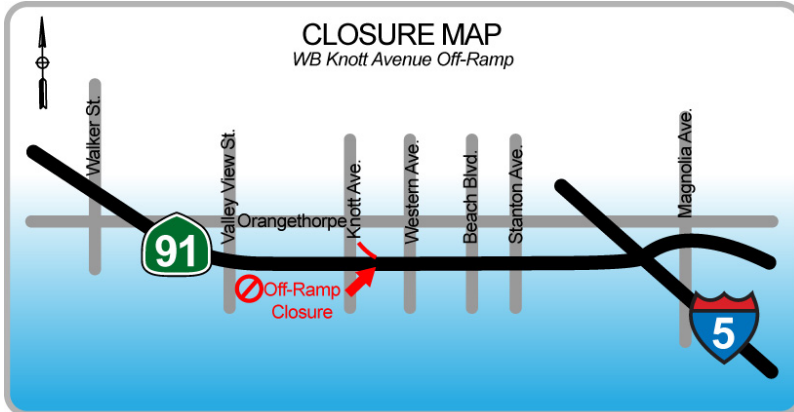 CLOSURE MAP
WB Knott Avenue Off-Ramp
Walker St.
Valley View St.
Orangethorpe
Knott Ave.
Western Ave.
Beach Blvd.
Stanton Ave.
Magnolia Ave.
91
Off-Ramp
Closure
5